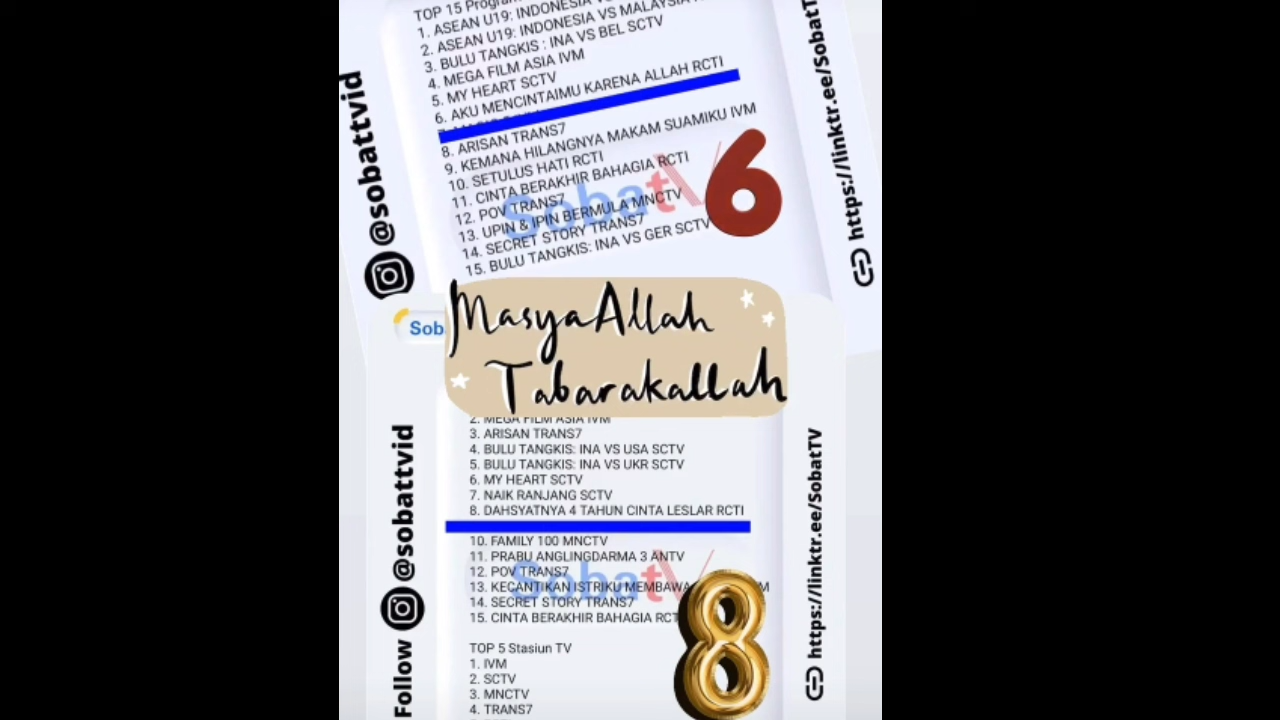 TOP 15 Program
1. ASEAN U19: INDONESIA VS
2. ASEAN U19: INDONESIA VS MALAYSIA
3. BULU TANGKIS : INA VS BEL SCTV
4. MEGA FILM ASIA IVM
5. MY HEART SCTV
6. AKU MENCINTAIMU KARENA ALLAH RCTI
8. ARISAN TRANS7
9. KEMANA HILANGNYA MAKAM SUAMIKU IVM
10. SETULUS HATI RCTI
11. CINTA BERAKHIR BAHAGIA RCTI
12. POV TRANS7
13. UPIN & IPIN BERMULA MNCTV
14. SECRET STORY TRANS7
15. BULU TANGKIS: INA VS GER SCTV
SobatTV
6
@sobattvid
https://linktr.ee/SobatT
Sob
MasyaAllah
Tabarakallah
2. MEGA FILM ASIA IVM
3. ARISAN TRANS7
4. BULU TANGKIS: INA VS USA SCTV
5. BULU TANGKIS: INA VS UKR SCTV
6. MY HEART SCTV
7. NAIK RANJANG SCTV
8. DAHSYATNYA 4 TAHUN CINTA LESLAR RCTI
10. FAMILY 100 MNCTV
11. PRABU ANGLINGDARMA 3 ANTV
12. POV TRANS7
13. KECANTIKAN ISTRIKU MEMBAWA
14. SECRET STORY TRANS7
15. CINTA BERAKHIR BAHAGIA RCT
SobatTV
8
TOP 5 Stasiun TV
1. IVM
2. SCTV
3. MNCTV
4. TRANS7
Follow @sobattvid
https://linktr.ee/SobatTV